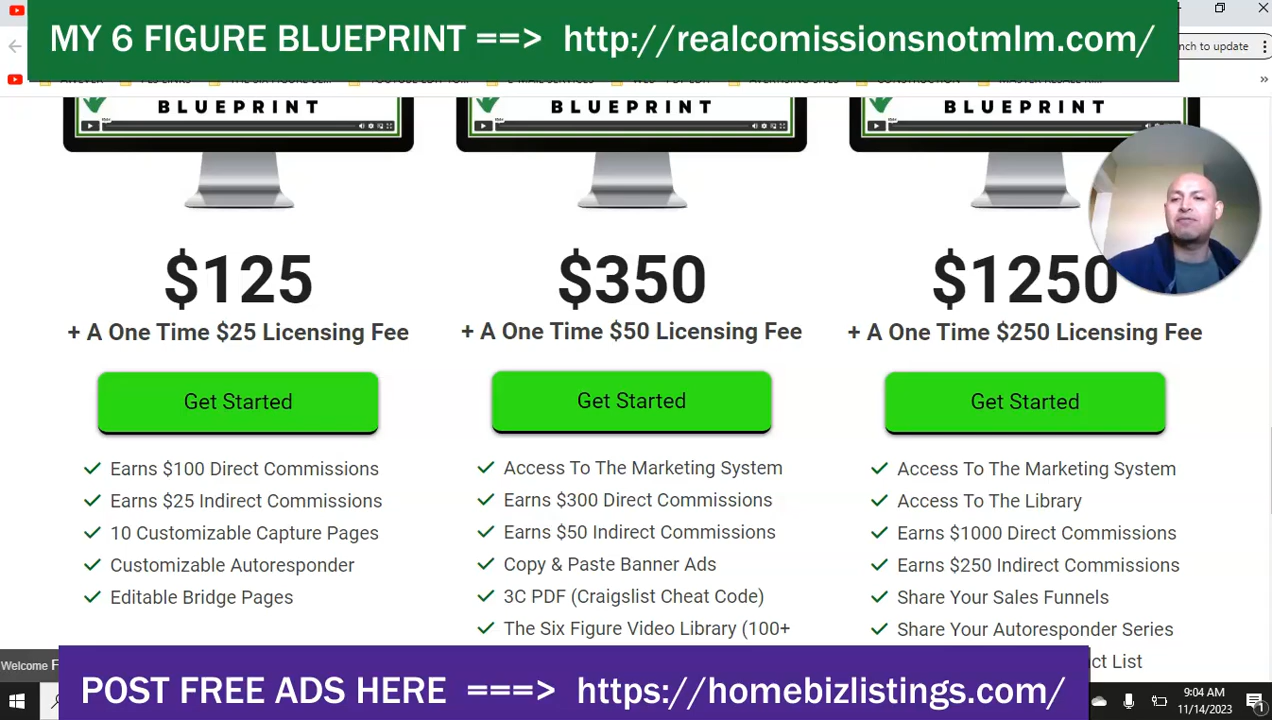 MY 6 FIGURE BLUEPRINT ==> http://realcomissionsnotmlm.com/
nch to update
BLUEPRINT
BLUEPRINT
BLUEPRINT
$125
$350
$1250
+ A One Time $25 Licensing Fee
+ A One Time $50 Licensing Fee
+ A One Time $250 Licensing Fee
Get Started
Get Started
Get Started
Earns $100 Direct Commissions
Earns $25 Indirect Commissions
10 Customizable Capture Pages
Customizable Autoresponder
Editable Bridge Pages
Access To The Marketing System
Earns $300 Direct Commissions
Earns $50 Indirect Commissions
Copy & Paste Banner Ads
3C PDF (Craigslist Cheat Code)
The Six Figure Video Library (100+
Access To The Marketing System
Access To The Library
Earns $1000 Direct Commissions
Earns $250 Indirect Commissions
Share Your Sales Funnels
Share Your Autoresponder Series
ct List
Welcome F
POST FREE ADS HERE ===> https://homebizlistings.com/
9:04 AM
11/14/2023
1